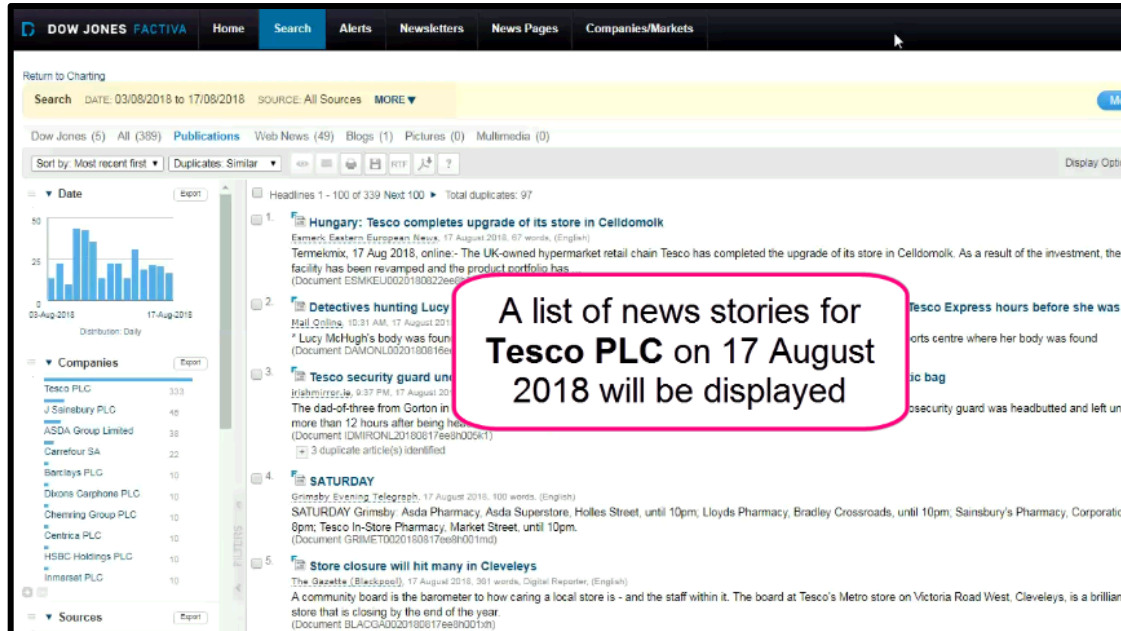 DOW JONES FACTIVA Home Search Alerts Newsletters News Pages Companies/Markets
Return to Charting
Search DATE: 03/08/2018 to 17/08/2018 SOURCE: All Sources MORE ▼
Dow Jones (5) All (389) Publications Web News (49) Blogs (1) Pictures (0) Multimedia (0)
Sort by: Most recent first ▼ Duplicates: Similar ▼ RTF ? Display
▼ Date Export
50
25
0
03-Aug-2018 17-Aug-2018
Distribution: Daily
▼ Companies Export
Tesco PLC 333
J Sainsbury PLC 46
ASDA Group Limited 38
Carrefour SA 22
Barclays PLC 10
Dixons Carphone PLC 10
Chemring Group PLC 10
Centrica PLC 10
HSBC Holdings PLC 10
Inmarsat PLC 10
▼ Sources Export
FILTERS
Headlines 1 - 100 of 339 Next 100 ► Total duplicates: 97
1. Hungary: Tesco completes upgrade of its store in Celldomolk
Esmerk Eastern European News, 17 August 2018, 67 words, (English)
Termekmix, 17 Aug 2018, online:- The UK-owned hypermarket retail chain Tesco has completed the upgrade of its store in Celldomolk. As a result of the investment, the
facility has been revamped and the product portfolio has ...
(Document
2. Detectives hunting Lucy Tesco Express hours before she was
Mail Online, 10:31 AM, 17 August
* Lucy McHugh's body was found centre where her body was found
(Document
3. Tesco security guard bag
irishmirror.ie, 9:37 PM, 17 August
The dad-of-three from Gorton in security guard was headbutted and left
more than 12 hours after being
(Document IDMIRONL20180817ee8h005k1)
+ 3 duplicate article(s) identified
4. SATURDAY
Grimsby Evening Telegraph, 17 August 2018, 100 words, (English)
SATURDAY Grimsby: Asda Pharmacy, Asda Superstore, Holles Street, until 10pm; Lloyds Pharmacy, Bradley Crossroads, until 10pm; Sainsbury's Pharmacy,
8pm; Tesco In-Store Pharmacy, Market Street, until 10pm.
(Document GRIMET0020180817ee8h001md)
5. Store closure will hit many in Cleveleys
The Gazette (Blackpool), 17 August 2018, 301 words, Digital Reporter, (English)
A community board is the barometer to how caring a local store is - and the staff within it. The board at Tesco's Metro store on Victoria Road West, Cleveleys, is a
store that is closing by the end of the year.
(Document BLACGA0020180817ee8h001xh)
A list of news stories for
Tesco PLC on 17 August
2018 will be displayed